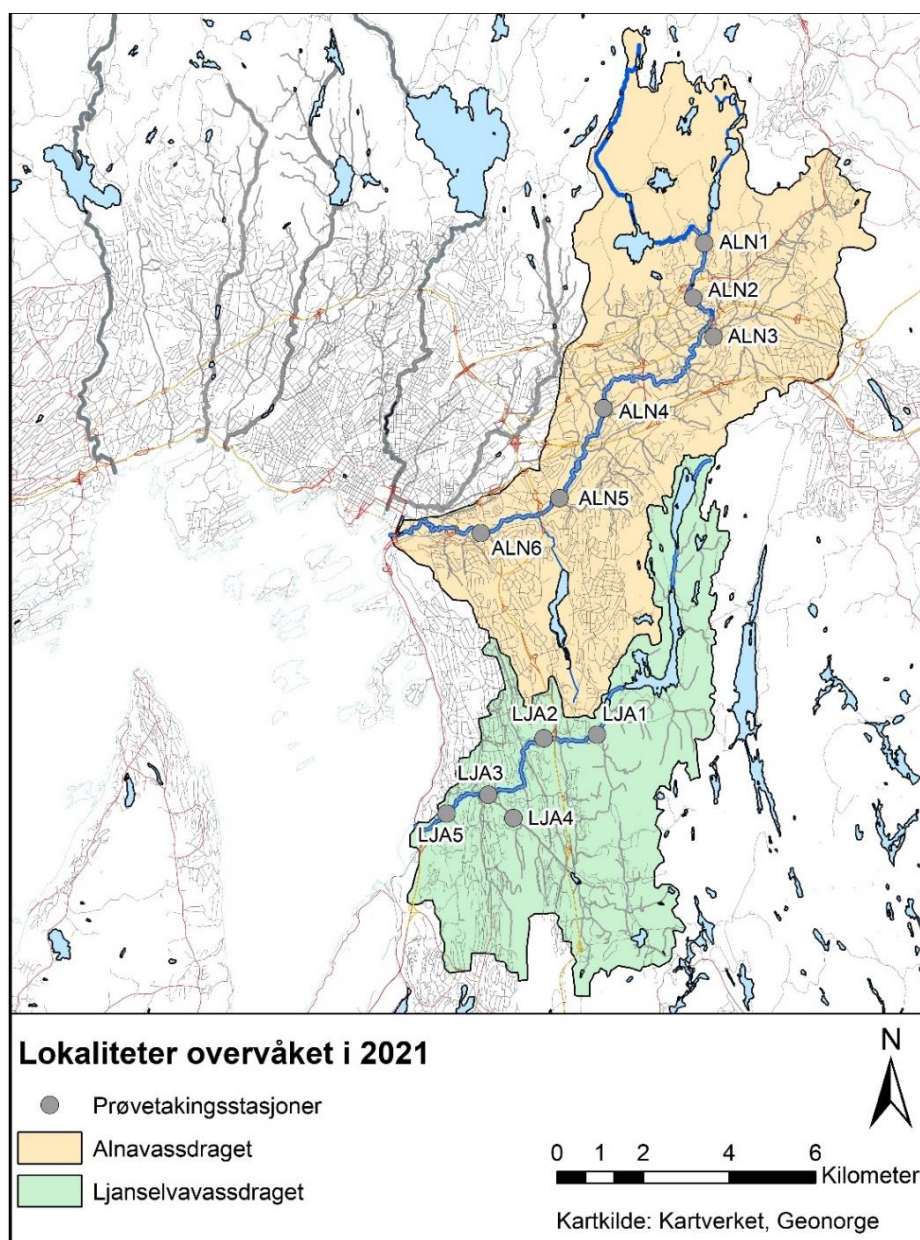 ALN1
ALN2
ALN3
ALN4
ALN5
ALN6
LJA2
LJA1
LJA3
LJA4
LJA5
Lokaliteter overvåket i 2021
Prøvetakingsstasjoner
Alnavassdraget
Ljanselvavassdraget
N
0 1 2 4 6
Kilometer
Kartkilde: Kartverket, Geonorge